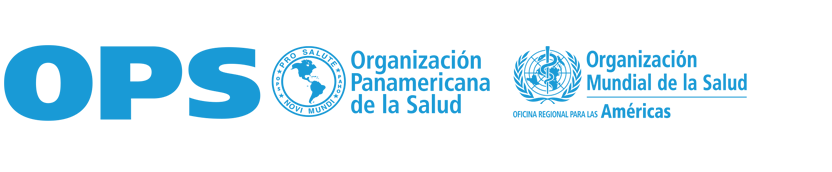 OPS
PRO SALUTE
NOVI MUNDI
Organización
Panamericana
de la Salud
Organización
Mundial de la Salud
OFICINA REGIONAL PARA LAS Américas